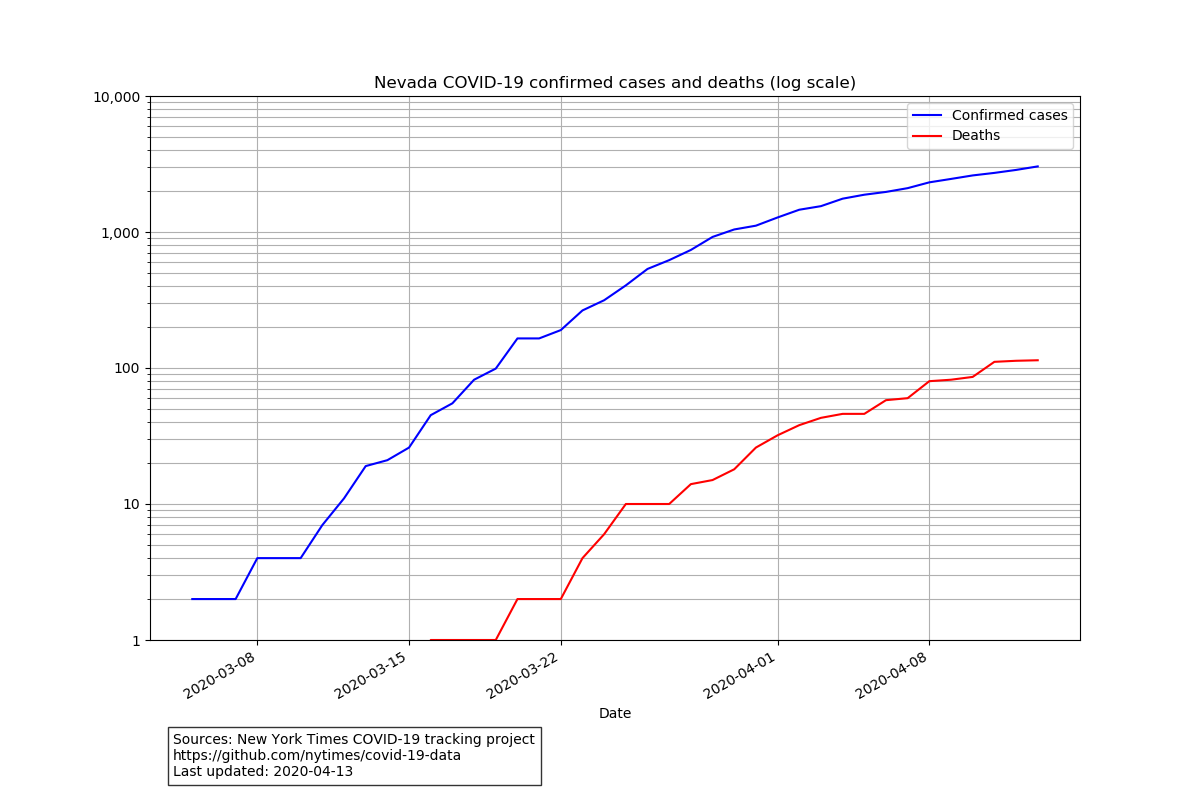 Nevada COVID-19 confirmed cases and deaths (log scale)
10,000
1,000
100
10
1
Confirmed cases
Deaths
2020-03-08
2020-03-15
2020-03-22
2020-04-01
2020-04-08
Date
Sources: New York Times COVID-19 tracking project
https://github.com/nytimes/covid-19-data
Last updated: 2020-04-13